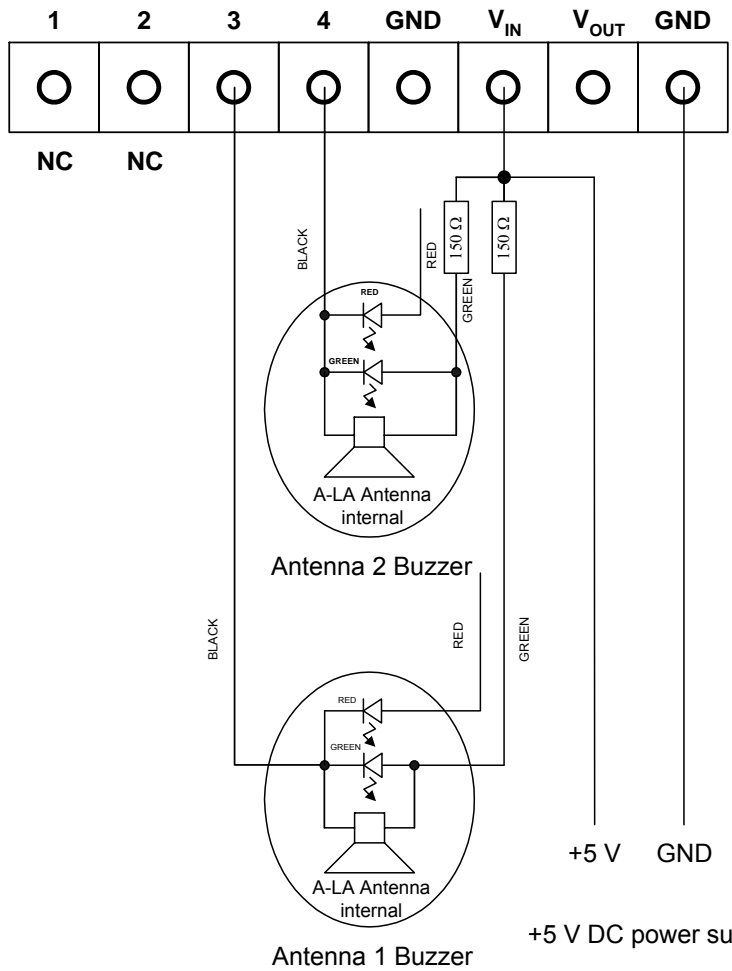 1 2 3 4 GND V_IN V_OUT GND
NC NC
BLACK
RED
150 Ω
150 Ω
GREEN
RED
GREEN
A-LA Antenna
internal
Antenna 2 Buzzer
BLACK
RED
GREEN
RED
GREEN
A-LA Antenna
internal
Antenna 1 Buzzer
+5 V GND
+5 V DC power su